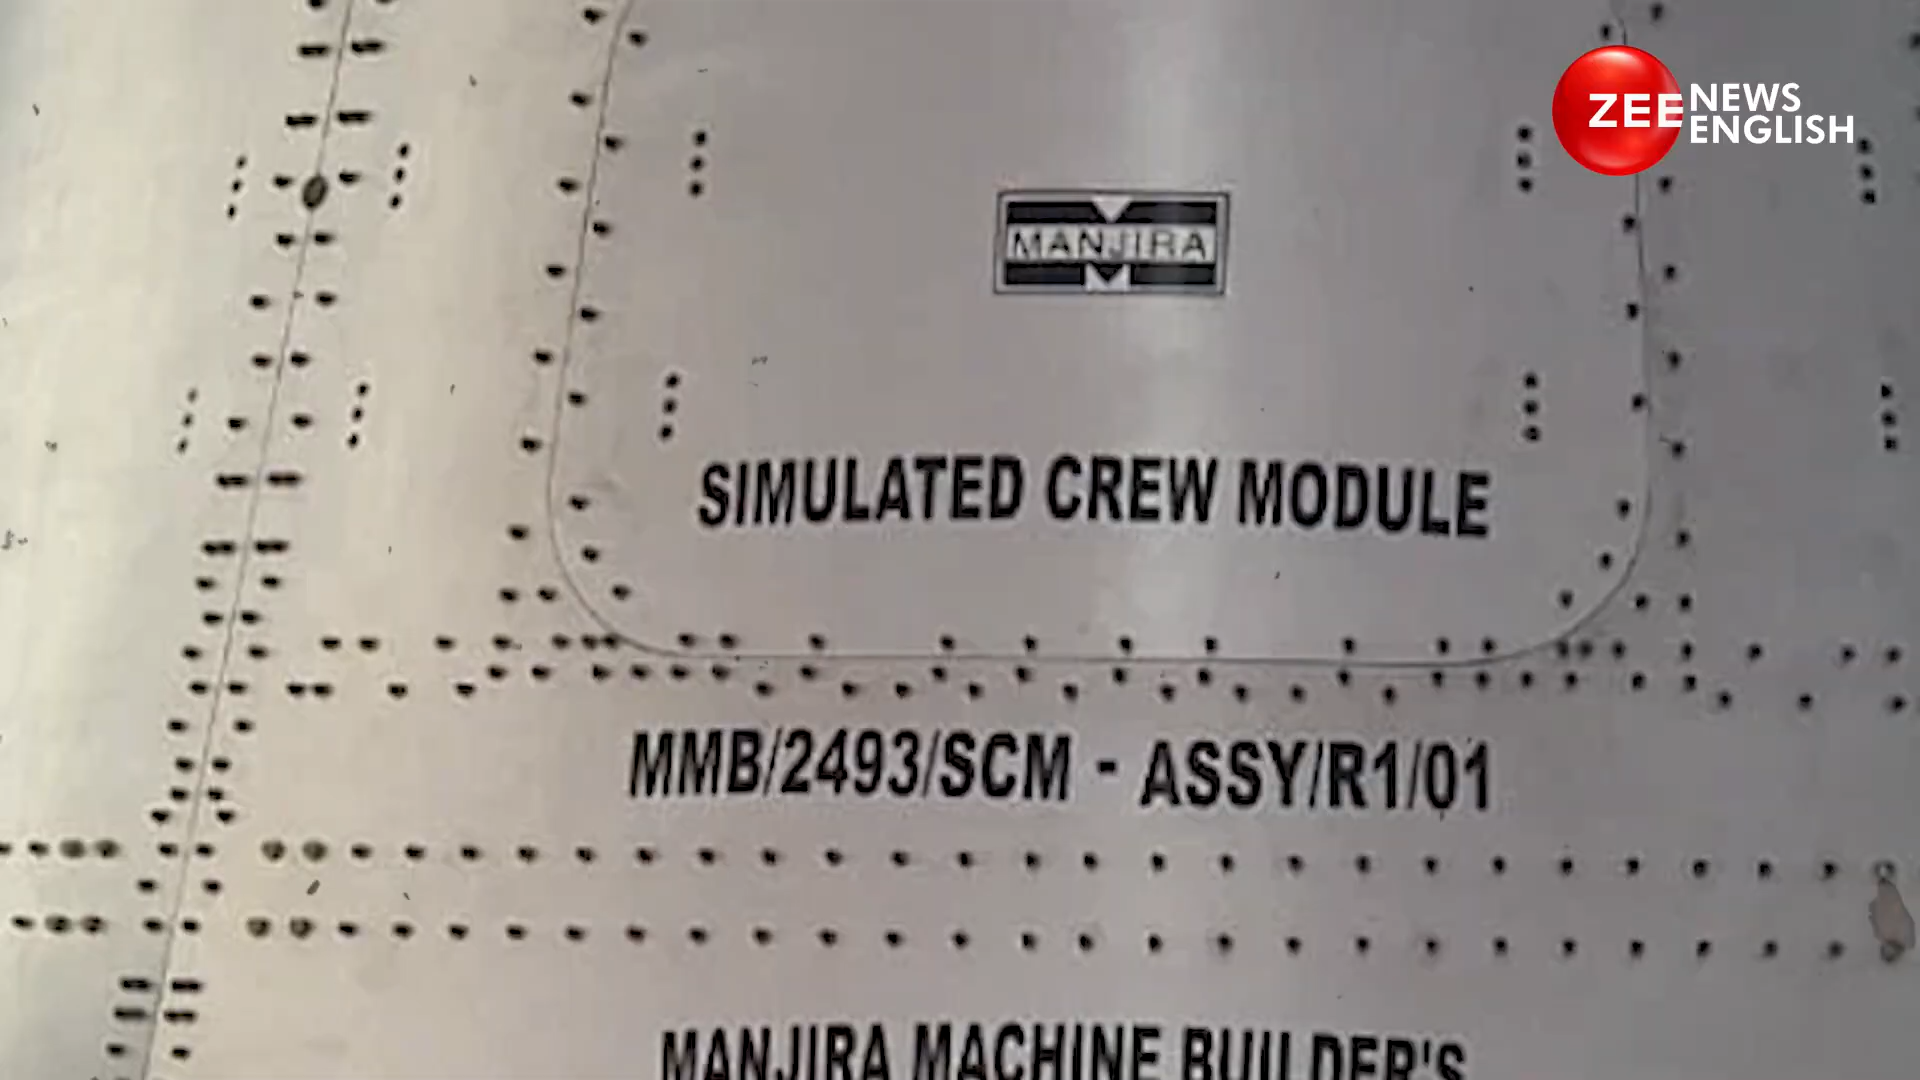 ZEE NEWS
ENGLISH
MANJIRA
SIMULATED CREW MODULE
MMB/2493/SCM - ASSY/R1/01
MANJIRA MACHINE BUILDER'S